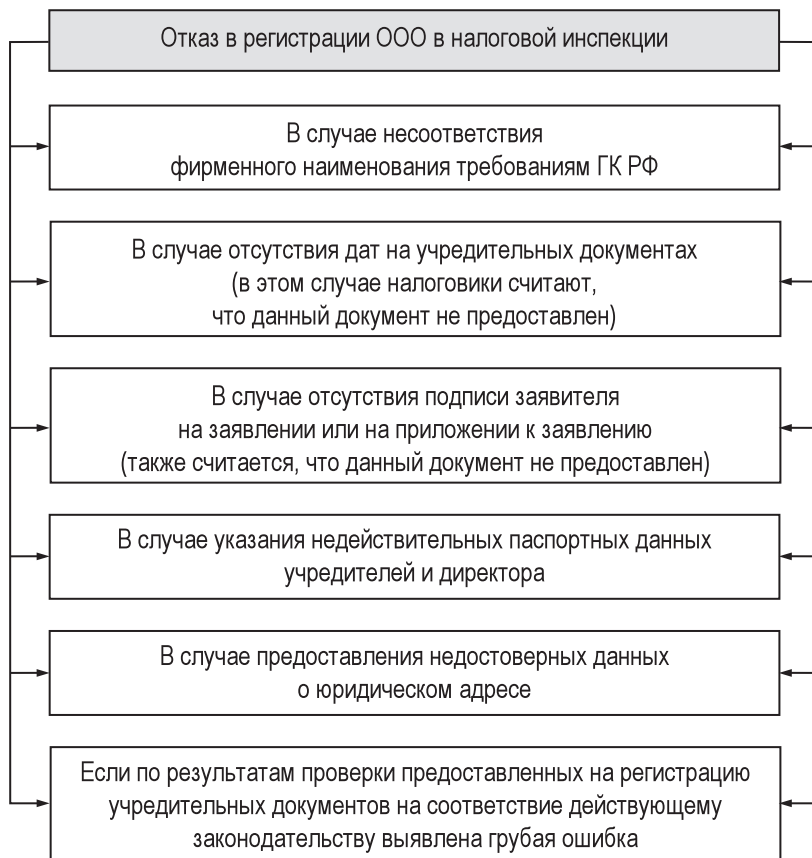 Отказ в регистрации ООО в налоговой инспекции
В случае несоответствия
фирменного наименования требованиям ГК РФ
В случае отсутствия дат на учредительных документах
(в этом случае налоговики считают,
что данный документ не предоставлен)
В случае отсутствия подписи заявителя
на заявлении или на приложении к заявлению
(также считается, что данный документ не предоставлен)
В случае указания недействительных паспортных данных
учредителей и директора
В случае предоставления недостоверных данных
о юридическом адресе
Если по результатам проверки предоставленных на регистрацию
учредительных документов на соответствие действующему
законодательству выявлена грубая ошибка